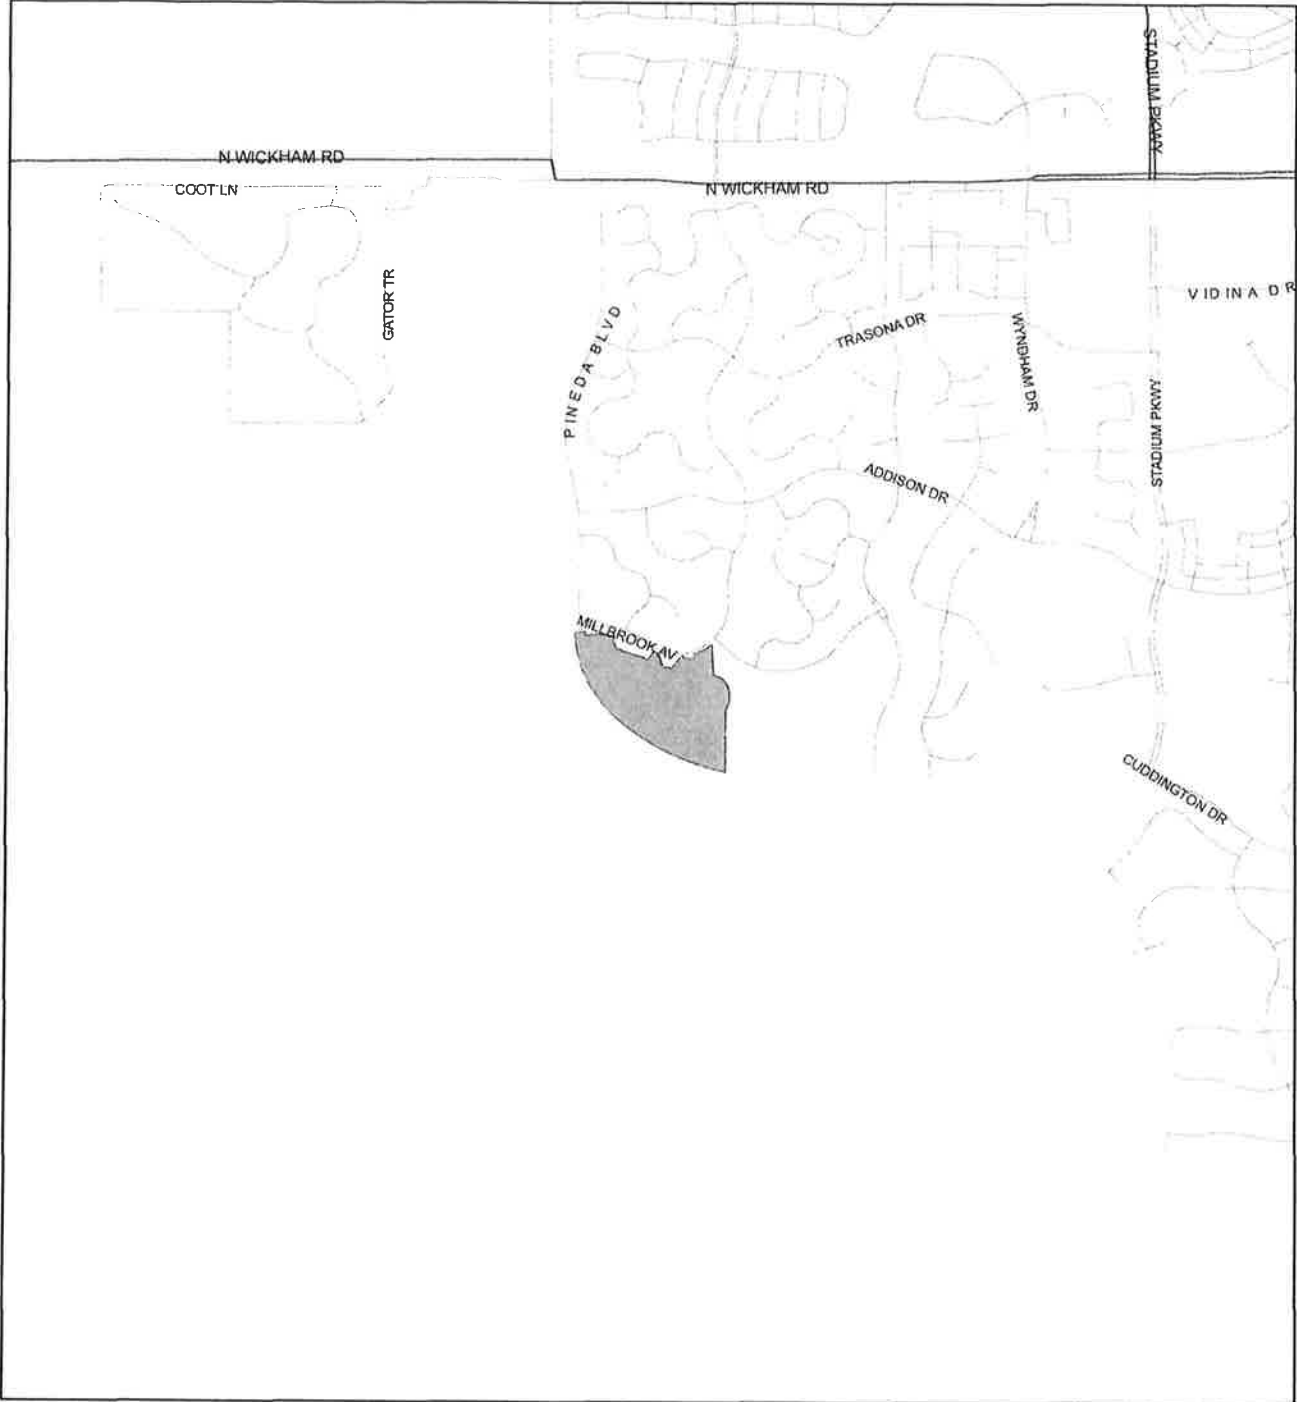 STADIUM PKWY
N WICKHAM RD
COOT LN
N WICKHAM RD
GATOR TR
VIDINA DR
PINEDA BLVD
TRASONA DR
WYNDHAM DR
STADIUM PKWY
ADDISON DR
MILLBROOK AV
CUDDINGTON DR